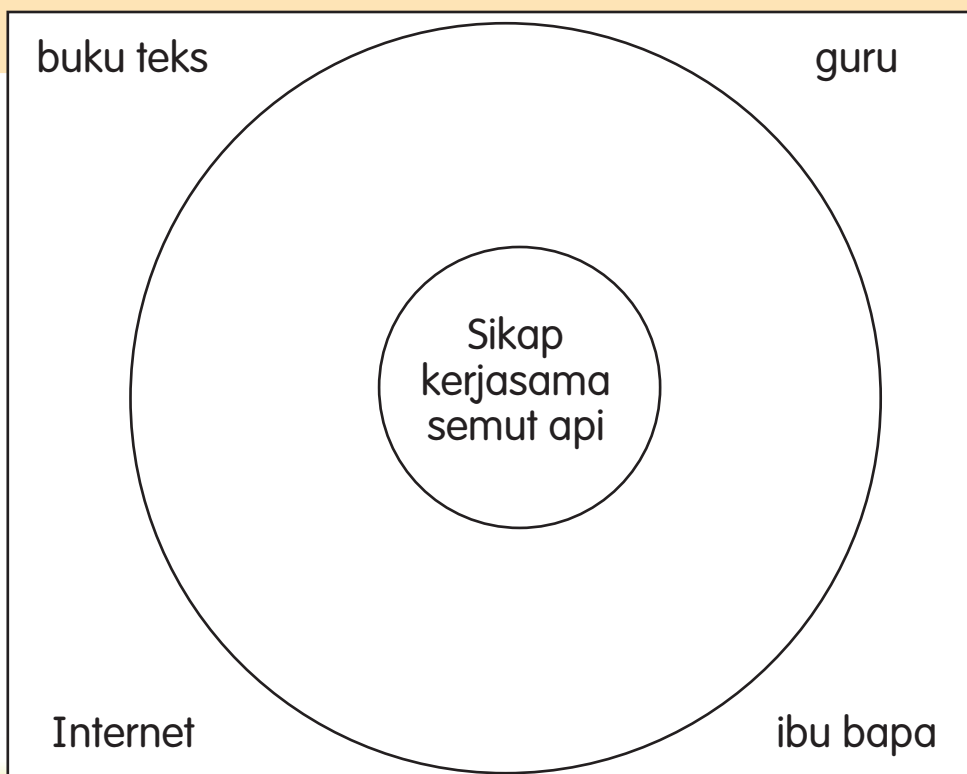 buku teks
guru
Sikap
kerjasama
semut api
Internet
ibu bapa